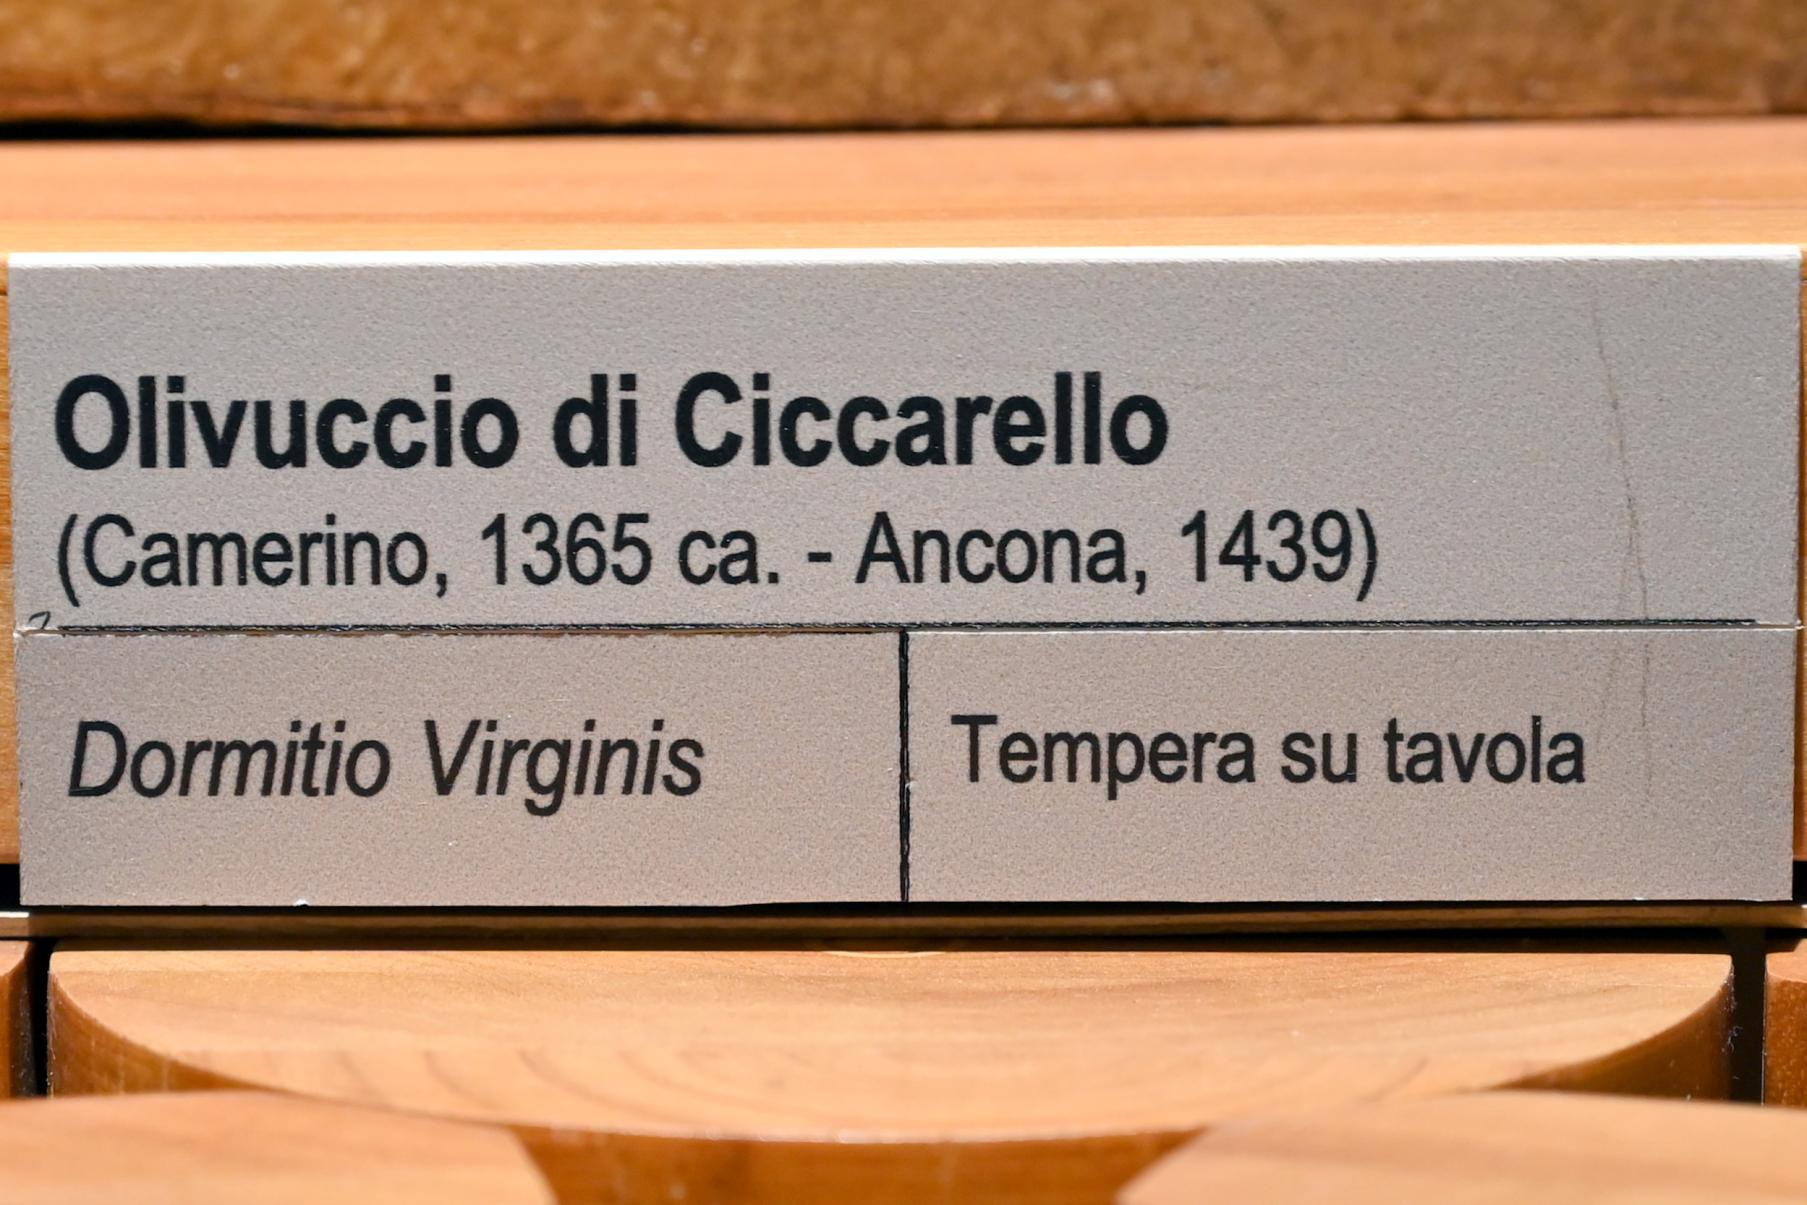 Olivuccio di Ciccarello
(Camerino, 1365 ca. - Ancona, 1439)
Dormitio Virginis
Tempera su tavola